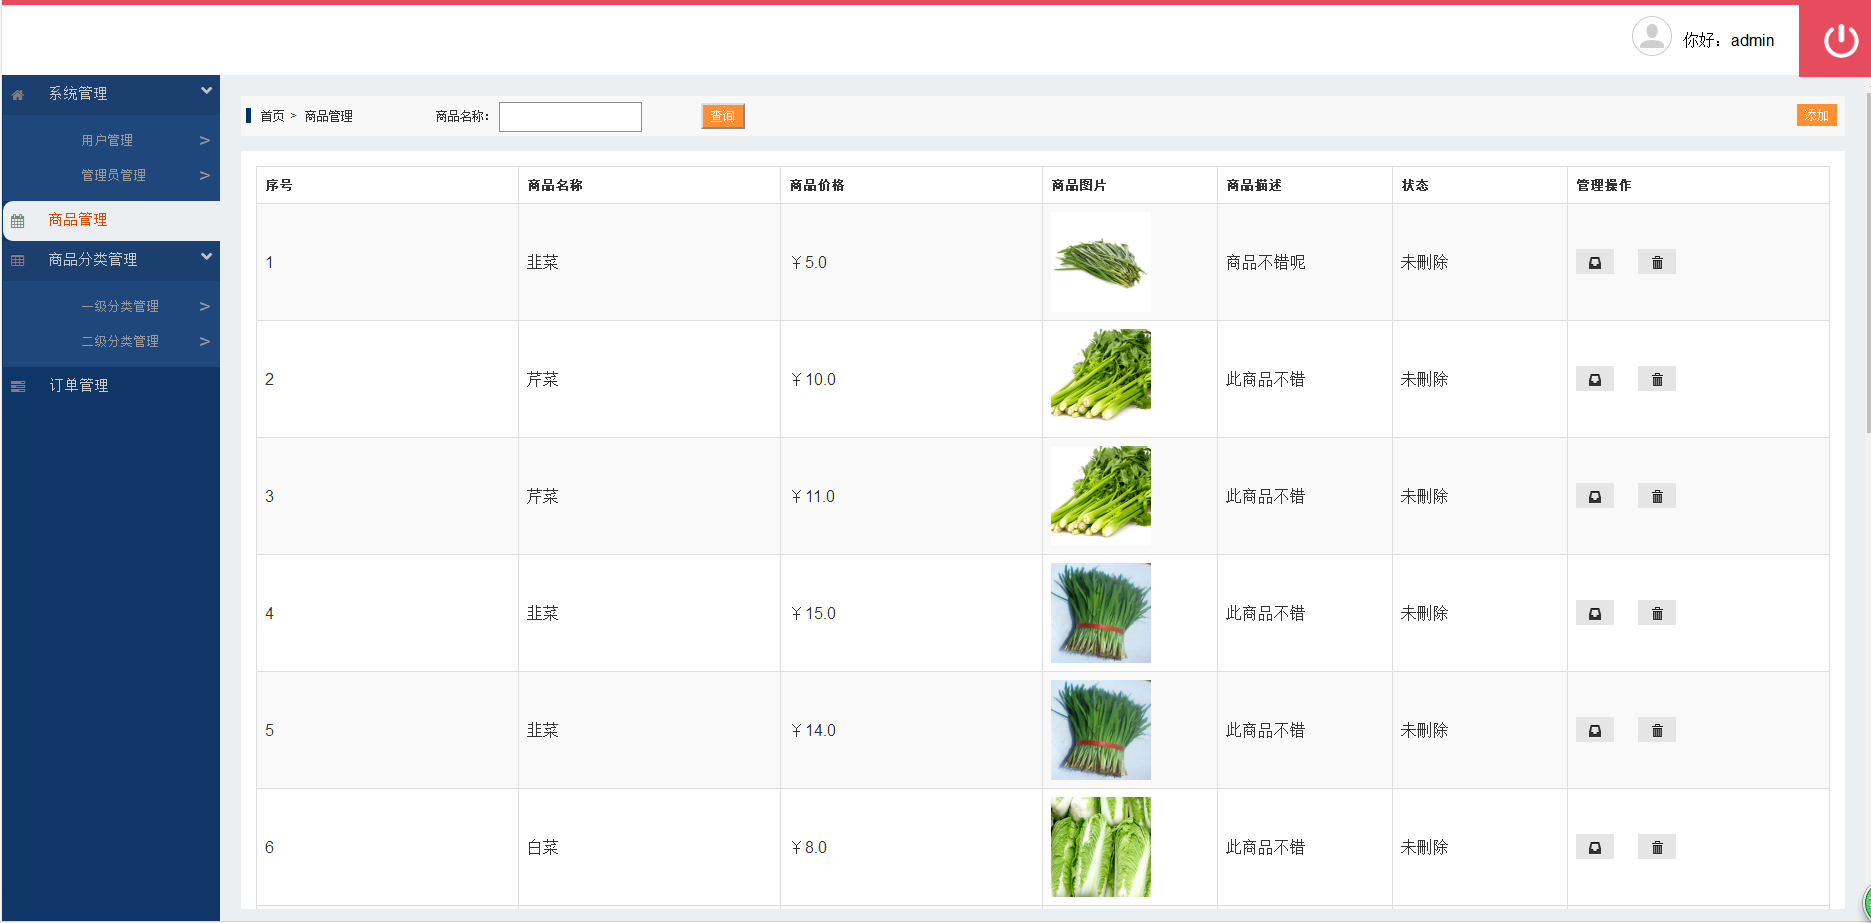 你好：admin
系统管理
用户管理 >
管理员管理 >
商品管理
商品分类管理
一级分类管理 >
二级分类管理 >
订单管理
首页 > 商品管理 商品名称： 查询 添加
序号 商品名称 商品价格 商品图片 商品描述 状态 管理操作
1 韭菜 ￥5.0 商品不错呢 未删除
2 芹菜 ￥10.0 此商品不错 未删除
3 芹菜 ￥11.0 此商品不错 未删除
4 韭菜 ￥15.0 此商品不错 未删除
5 韭菜 ￥14.0 此商品不错 未删除
6 白菜 ￥8.0 此商品不错 未删除